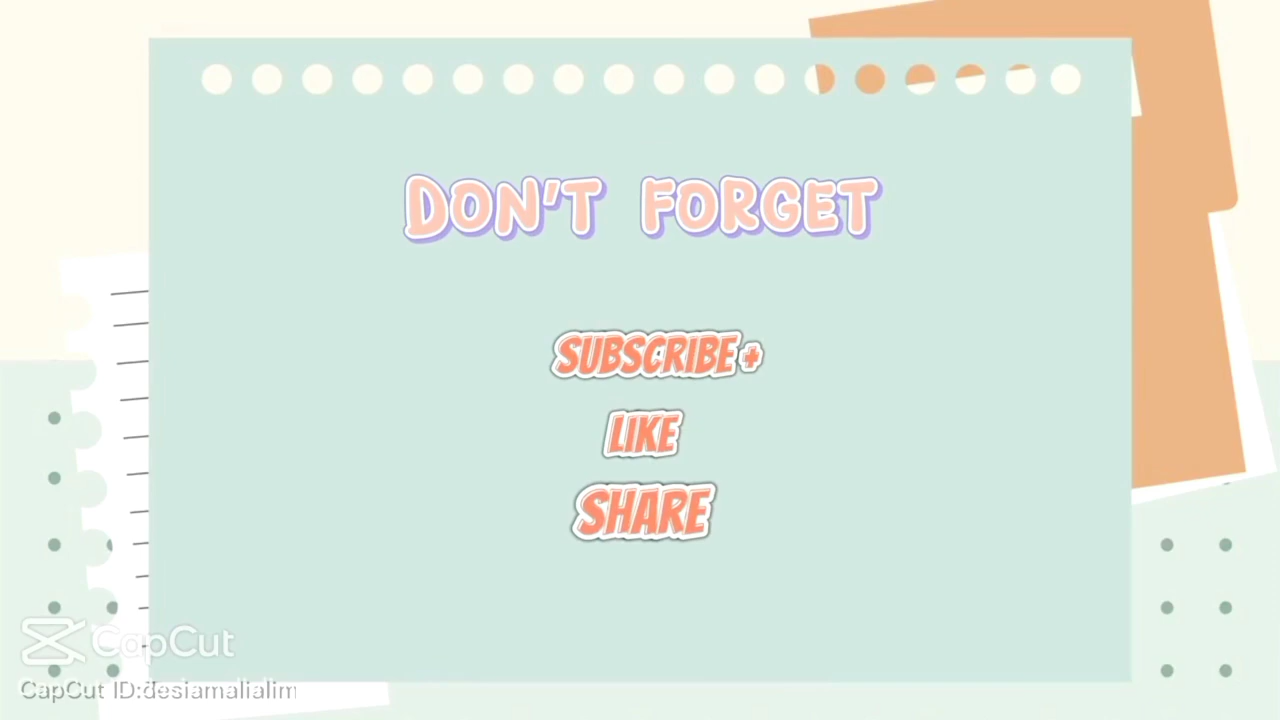 DON'T FORGET
SUBSCRIBE +
LIKE
SHARE
CapCut
CapCut ID:desiamalialim